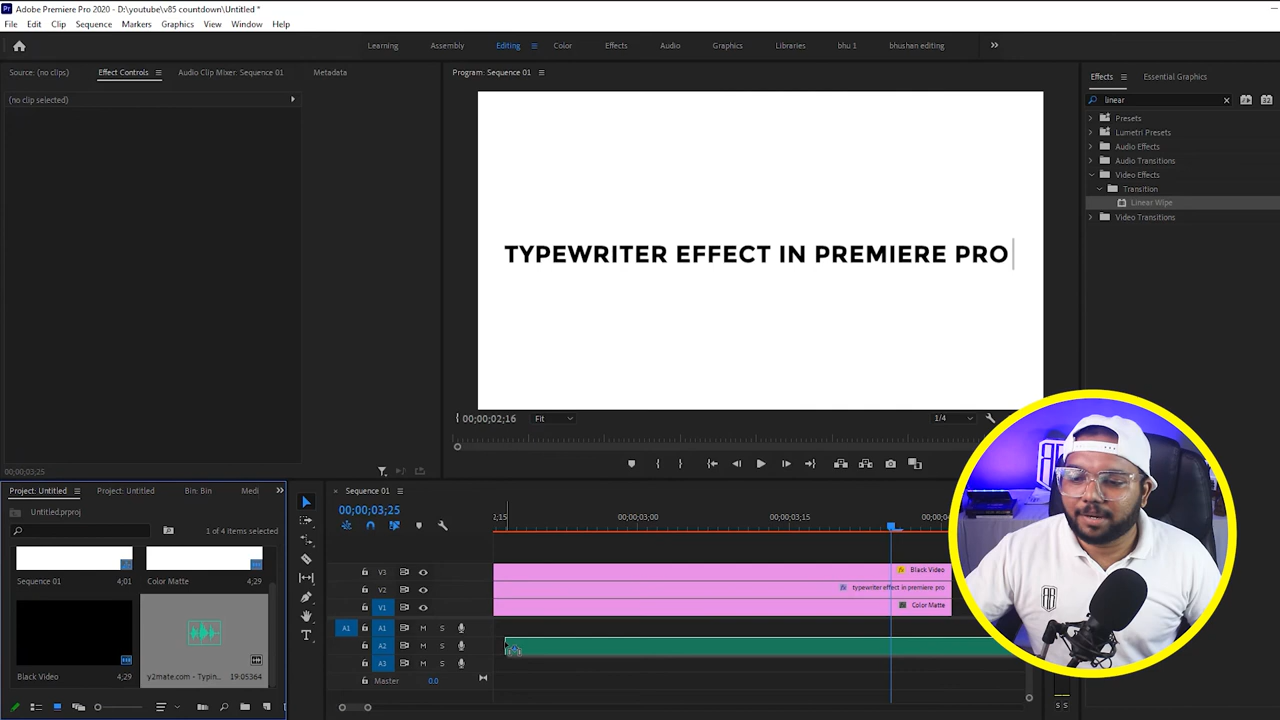 Adobe Premiere Pro 2020 - D:\youtube\v85 countdown\Untitled *
File Edit Clip Sequence Markers Graphics View Window Help
Learning Assembly Editing Color Effects Audio Graphics Libraries bhu 1 bhushan editing
Source: (no clips) Effect Controls Audio Clip Mixer: Sequence 01 Metadata
Program: Sequence 01
Effects Essential Graphics
(no clip selected)
linear
Presets
Lumetri Presets
Audio Effects
Audio Transitions
Video Effects
Transition
Linear Wipe
Video Transitions
TYPEWRITER EFFECT IN PREMIERE PRO
00;00;02;16 Fit 1/4
00;00;03;25
Project: Untitled Project: Untitled Bin: Bin Medi
Untitled.prproj
1 of 4 items selected
Sequence 01 4;01 Color Matte 4;29
Black Video 4;29 y2mate.com - Typin... 19:05364
Sequence 01
00;00;03;25
2;15 00;00;03;00 00;00;03;15 00;00;04
V3 Black Video
V2 typewriter effect in premiere pro
V1 Color Matte
A1 A1 M S
A2 M S
A3 M S
Master 0.0
S S